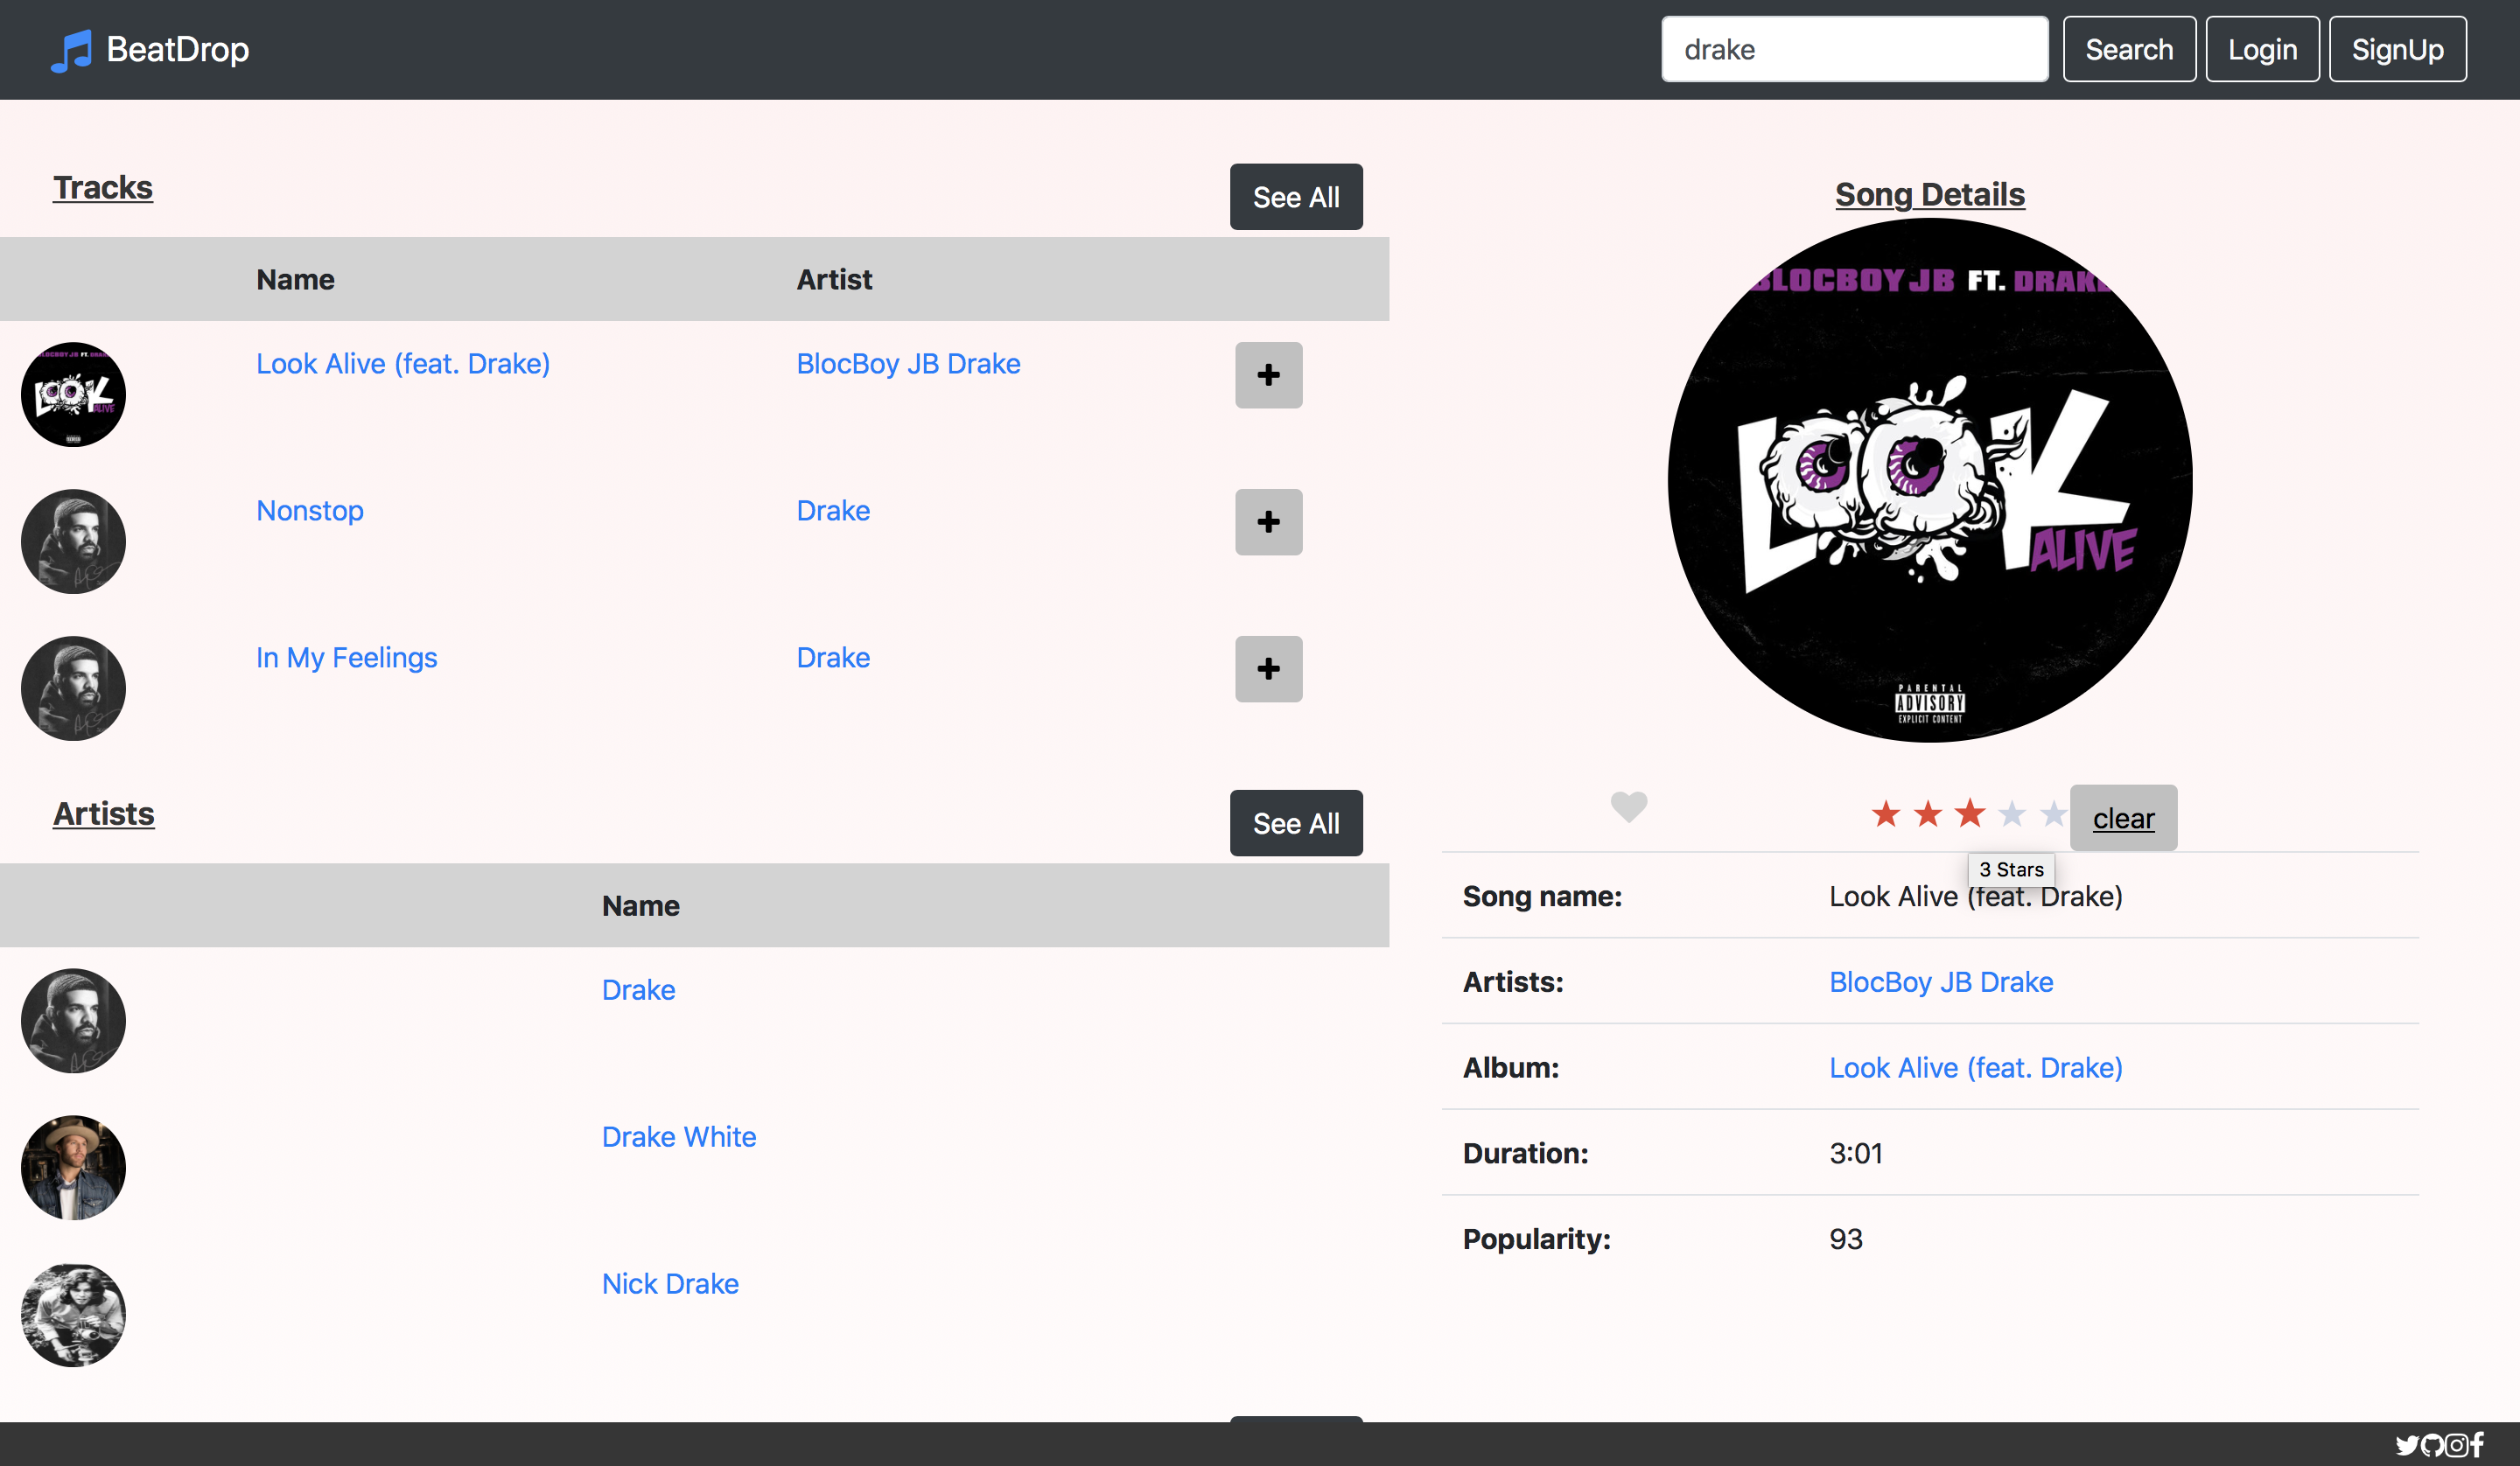 BeatDrop
drake
Search
Login
SignUp
Tracks
See All
Name Artist
Look Alive (feat. Drake) BlocBoy JB Drake
Nonstop Drake
In My Feelings Drake
Artists
See All
Name
Drake
Drake White
Nick Drake
Song Details
BLOCBOY JB FT. DRAKE
LOOK
ALIVE
PARENTAL
ADVISORY
EXPLICIT CONTENT
clear
3 Stars
Song name: Look Alive (feat. Drake)
Artists: BlocBoy JB Drake
Album: Look Alive (feat. Drake)
Duration: 3:01
Popularity: 93